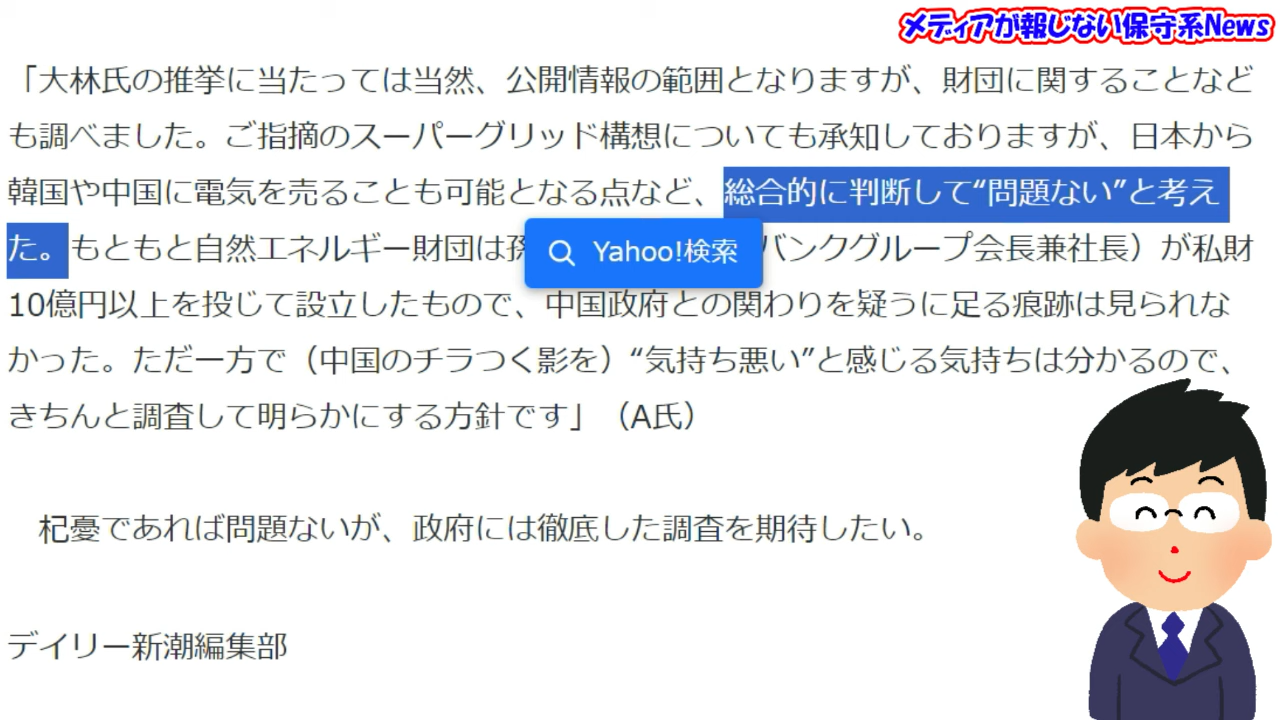 メディアが報じない保守系News
「大林氏の推挙に当たっては当然、公開情報の範囲となりますが、財団に関することなど
も調べました。ご指摘のスーパーグリッド構想についても承知しておりますが、日本から
韓国や中国に電気を売ることも可能となる点など、総合的に判断して“問題ない”と考え
た。もともと自然エネルギー財団は孫 バンクグループ会長兼社長）が私財
Yahoo!検索
10億円以上を投じて設立したもので、中国政府との関わりを疑うに足る痕跡は見られな
かった。ただ一方で（中国のチラつく影を）“気持ち悪い”と感じる気持ちは分かるので、
きちんと調査して明らかにする方針です」（A氏）
杞憂であれば問題ないが、政府には徹底した調査を期待したい。
デイリー新潮編集部